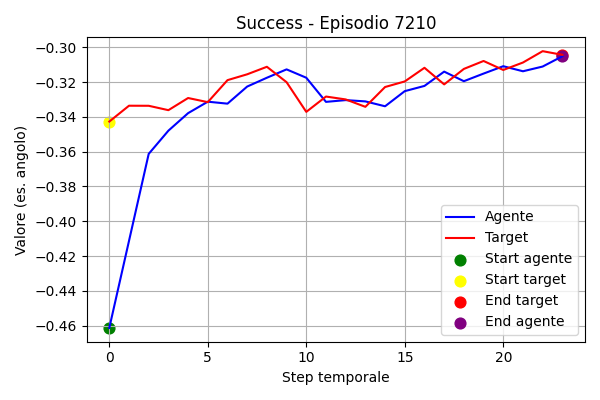 Success - Episodio 7210
Valore (es. angolo)
−0.30
−0.32
−0.34
−0.36
−0.38
−0.40
−0.42
−0.44
−0.46
0
5
10
15
20
Step temporale
Agente
Target
Start agente
Start target
End target
End agente